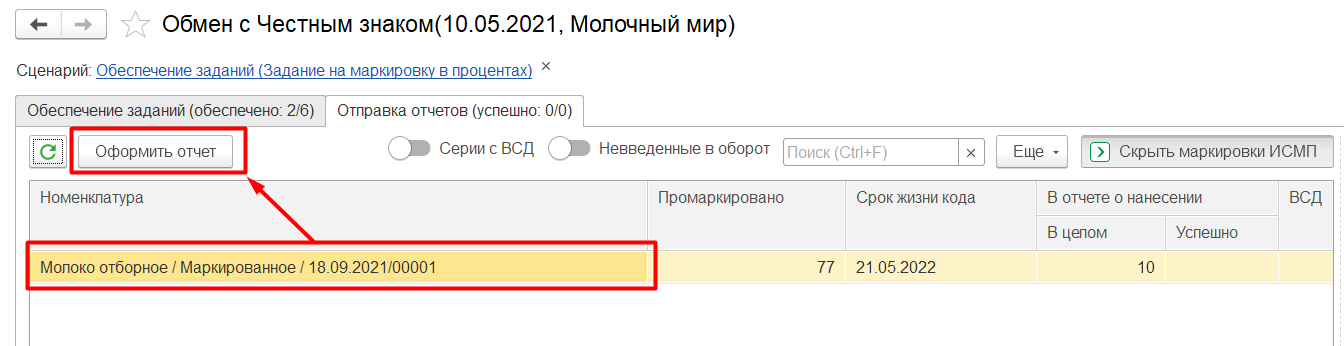 Обмен с Честным знаком(10.05.2021, Молочный мир)
Сценарий: Обеспечение заданий (Задание на маркировку в процентах) ×
Обеспечение заданий (обеспечено: 2/6) Отправка отчетов (успешно: 0/0)
Оформить отчет Серии с ВСД Невведенные в оборот Поиск (Ctrl+F) × Еще Скрыть маркировки ИСМП
Номенклатура Промаркировано Срок жизни кода В отчете о нанесении ВСД
В целом Успешно
Молоко отборное / Маркированное / 18.09.2021/00001 77 21.05.2022 10